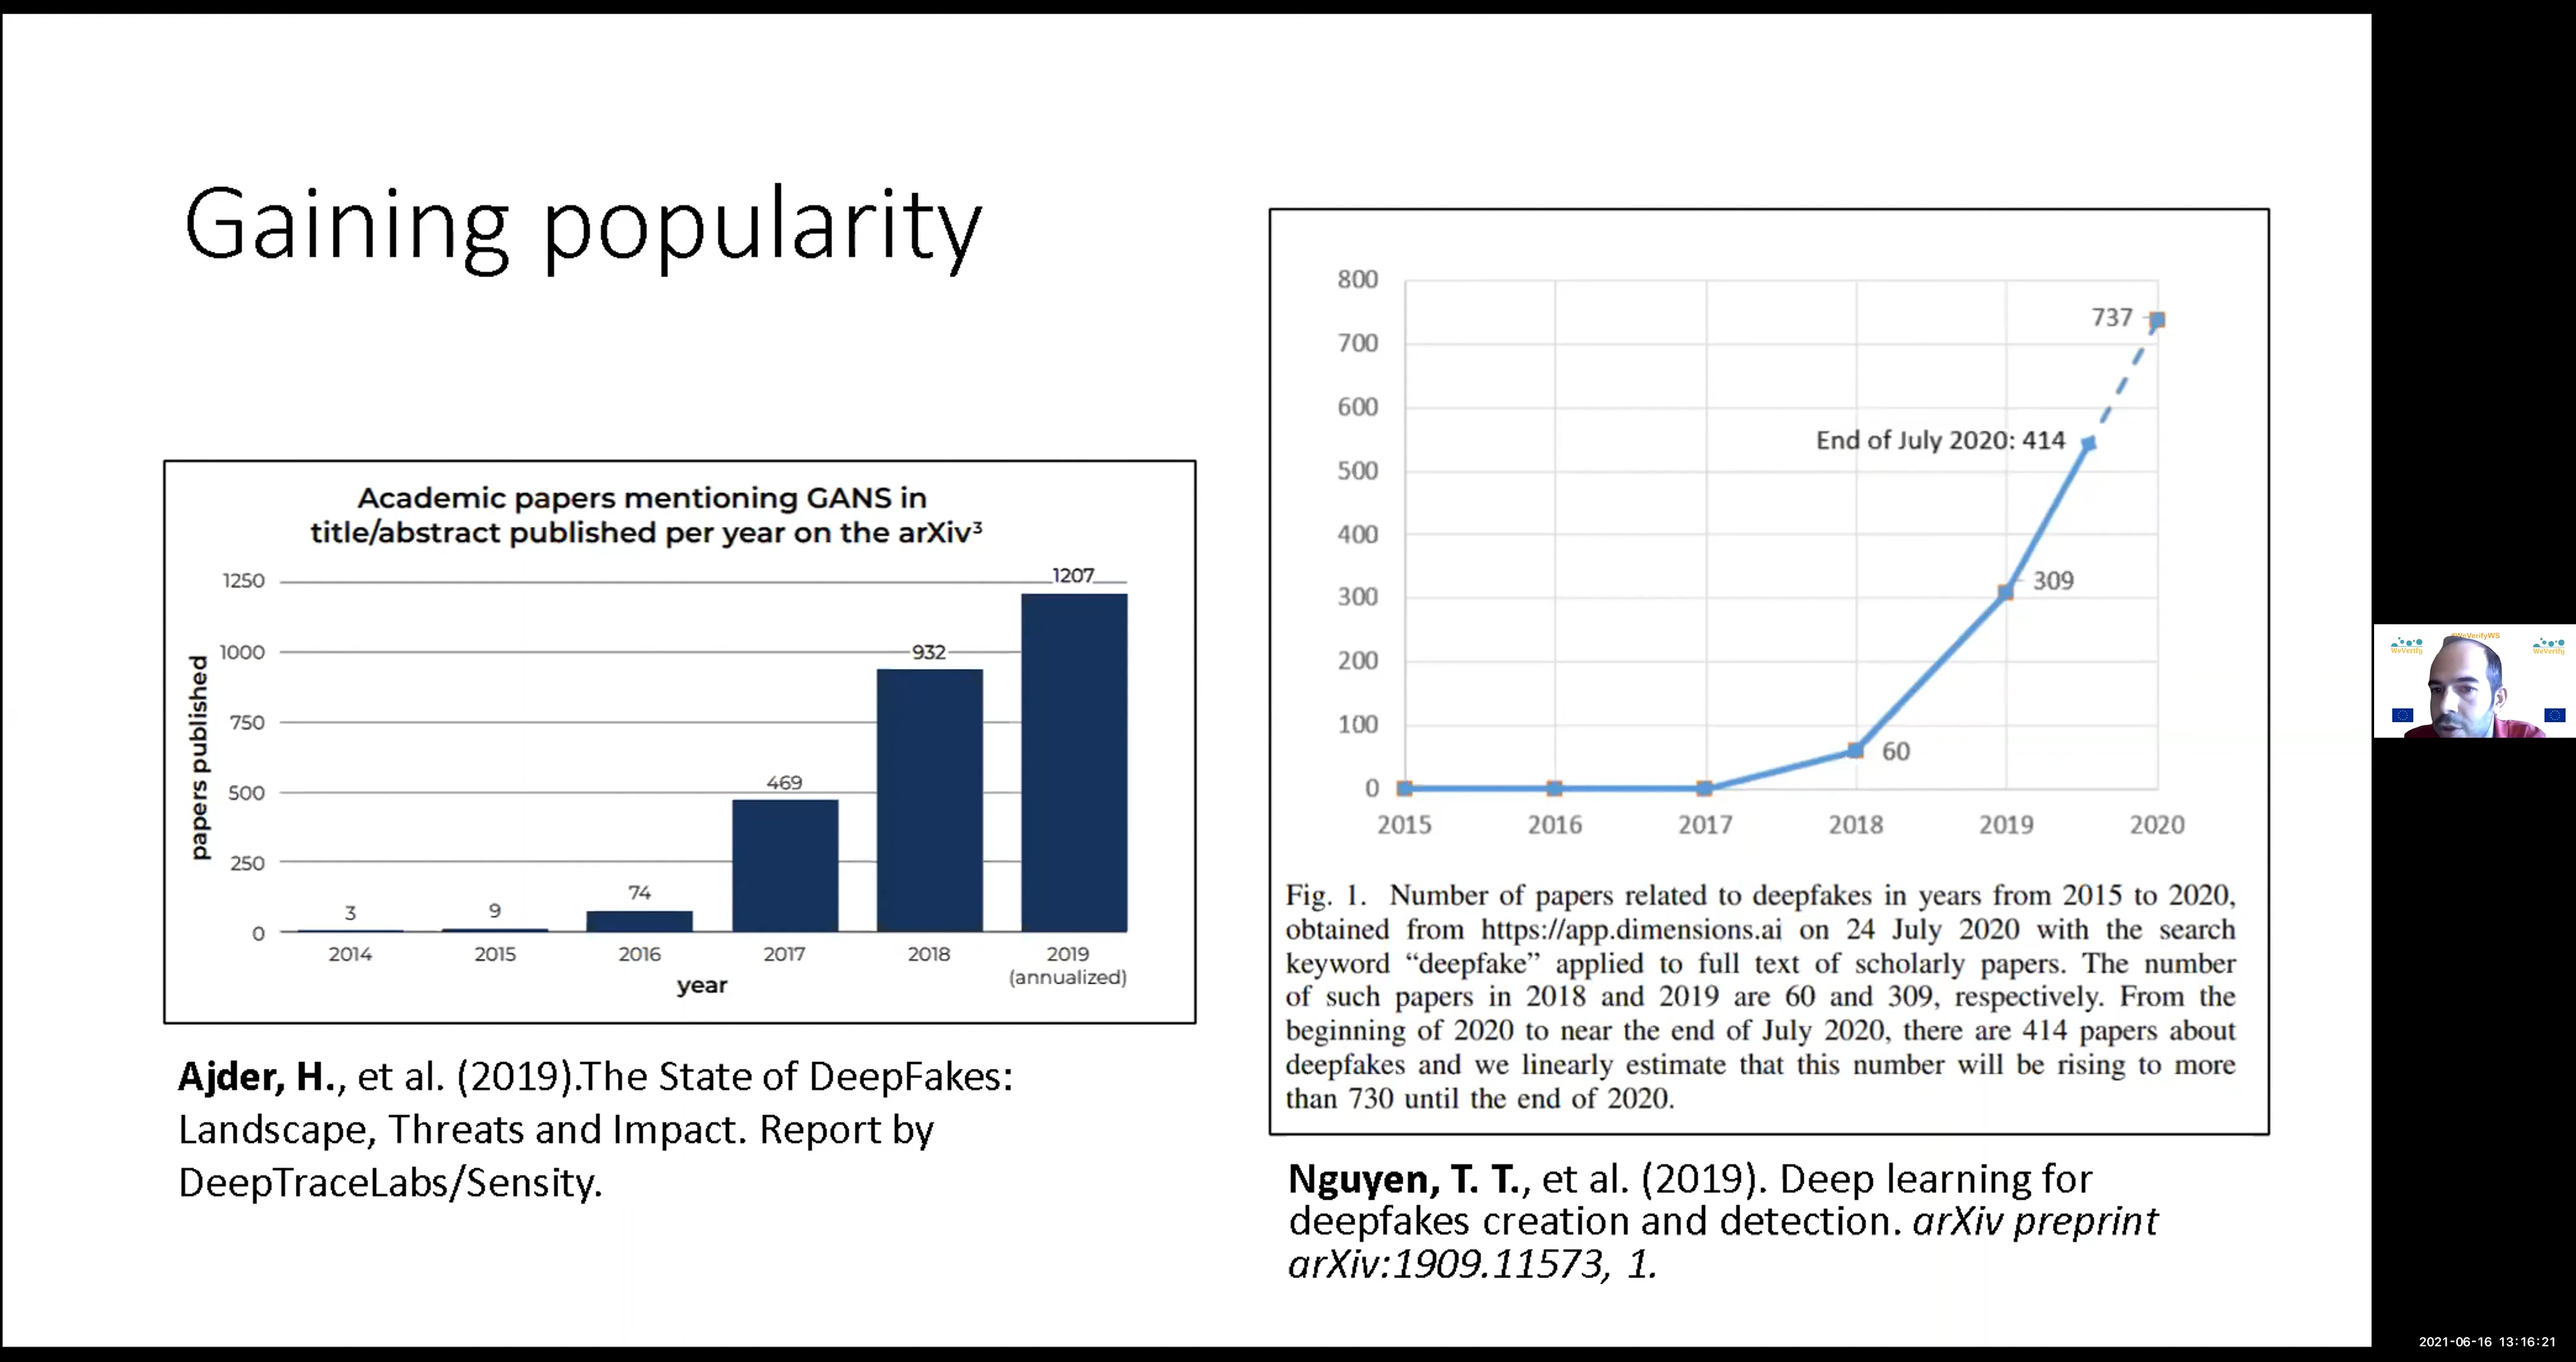 Gaining popularity
Academic papers mentioning GANS in
title/abstract published per year on the arXiv³
papers published
1250
1000
750
500
250
0
3
9
74
469
932
1207
2014
2015
2016
2017
2018
2019
(annualized)
year
Ajder, H., et al. (2019).The State of DeepFakes:
Landscape, Threats and Impact. Report by
DeepTraceLabs/Sensity.
800
700
600
500
400
300
200
100
0
737
End of July 2020: 414
309
60
2015
2016
2017
2018
2019
2020
Fig. 1. Number of papers related to deepfakes in years from 2015 to 2020,
obtained from https://app.dimensions.ai on 24 July 2020 with the search
keyword “deepfake” applied to full text of scholarly papers. The number
of such papers in 2018 and 2019 are 60 and 309, respectively. From the
beginning of 2020 to near the end of July 2020, there are 414 papers about
deepfakes and we linearly estimate that this number will be rising to more
than 730 until the end of 2020.
Nguyen, T. T., et al. (2019). Deep learning for
deepfakes creation and detection. arXiv preprint
arXiv:1909.11573, 1.
WeVerify
WeVerify
2021-06-16 13:16:21